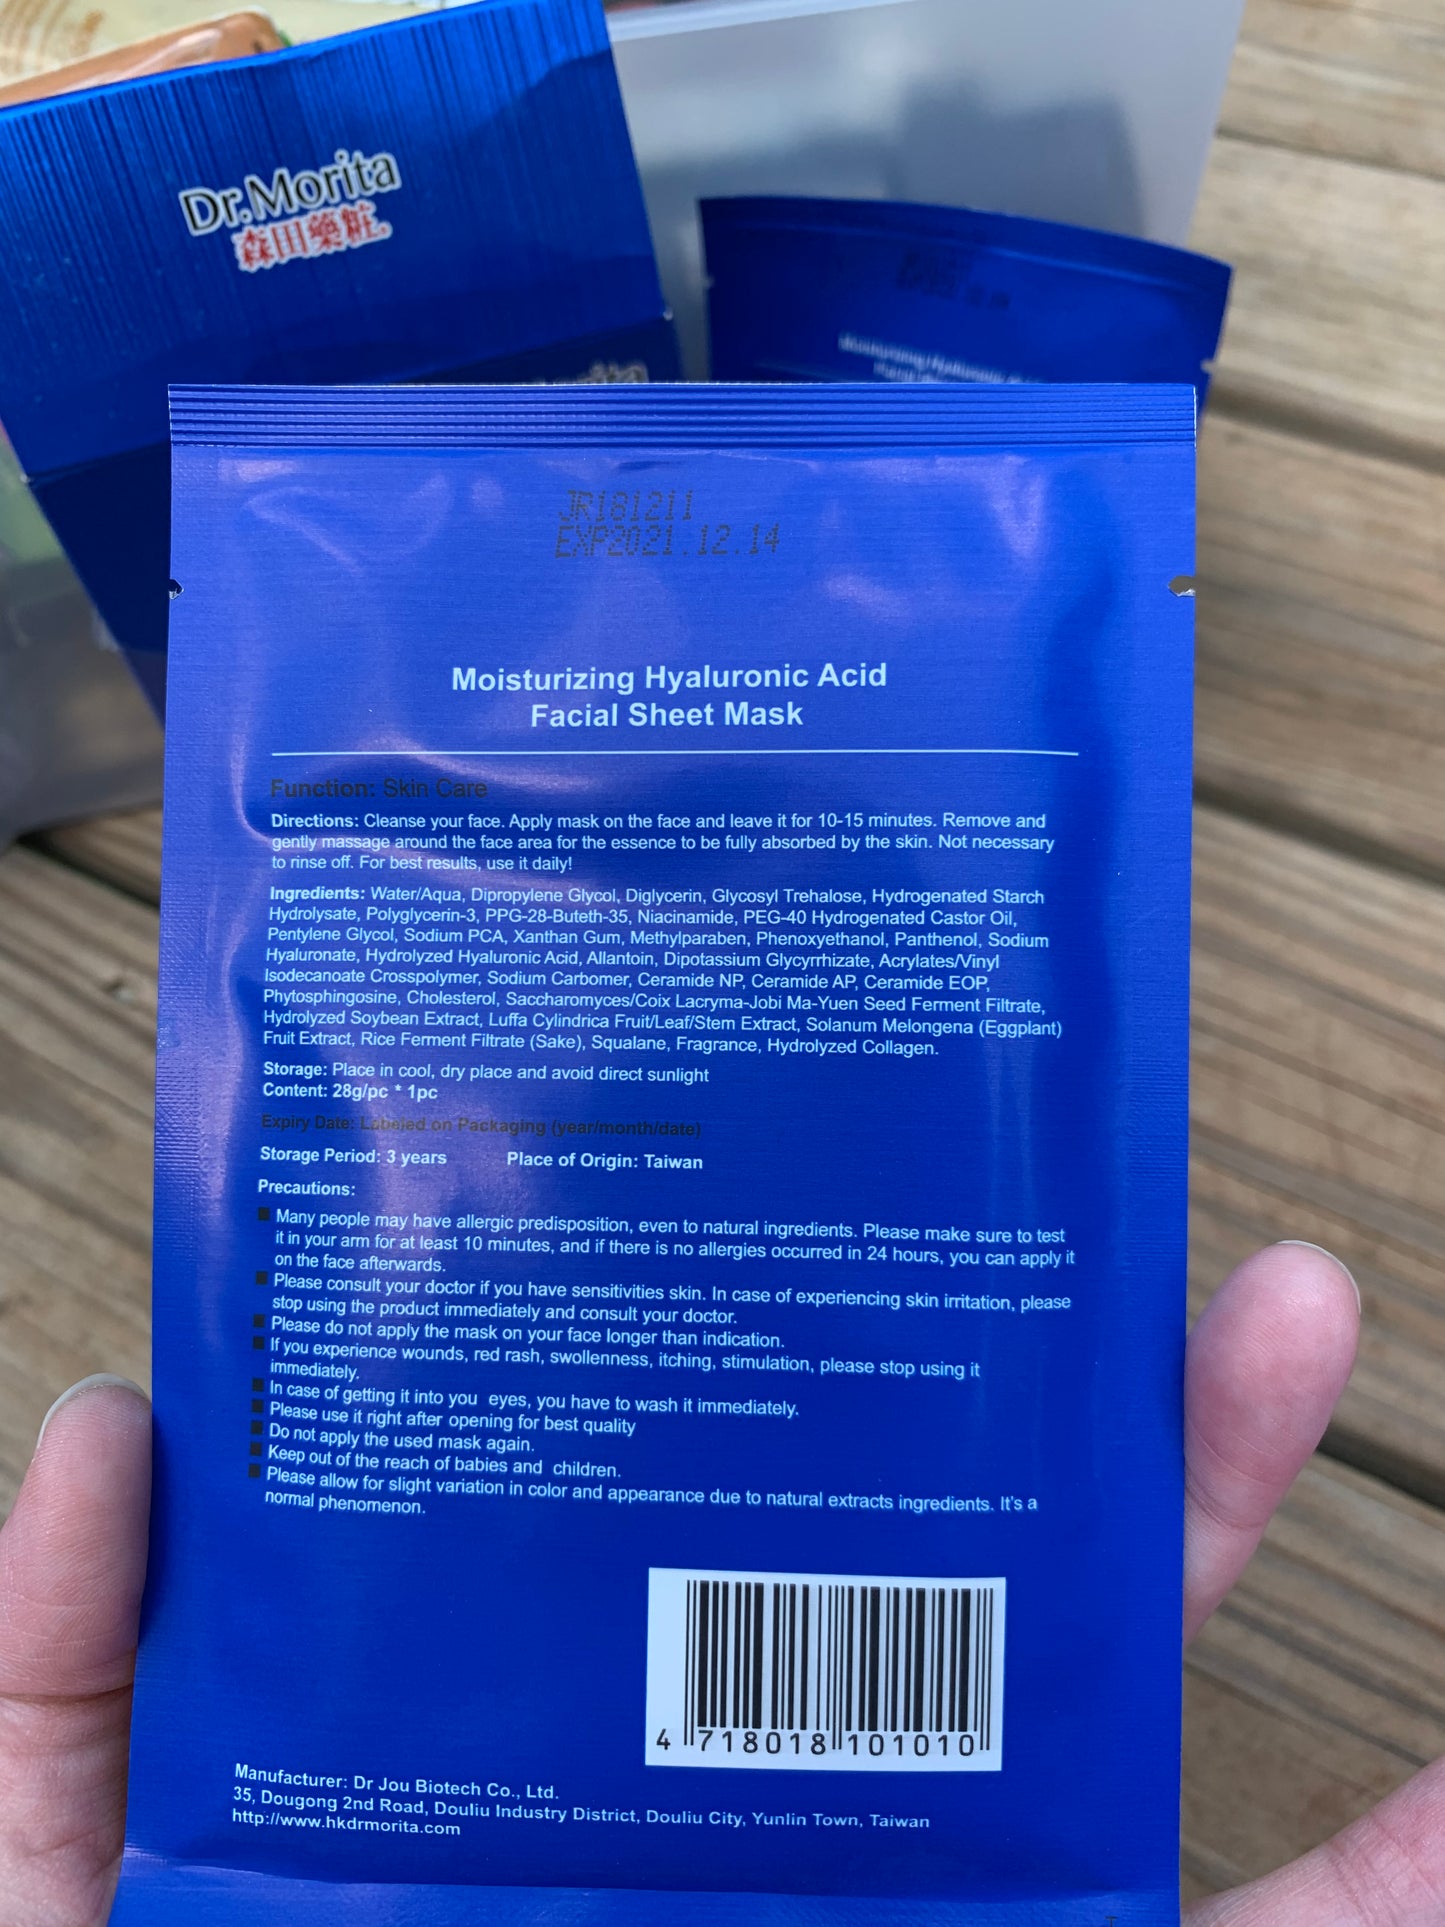 Dr.Morita
森田藥粧
Moisturizing Hyaluronic
JR181211
EXP2021.12.14
Moisturizing Hyaluronic Acid
Facial Sheet Mask
Function: Skin Care
Directions: Cleanse your face. Apply mask on the face and leave it for 10-15 minutes. Remove and
gently massage around the face area for the essence to be fully absorbed by the skin. Not necessary
to rinse off. For best results, use it daily!
Ingredients: Water/Aqua, Dipropylene Glycol, Diglycerin, Glycosyl Trehalose, Hydrogenated Starch
Hydrolysate, Polyglycerin-3, PPG-28-Buteth-35, Niacinamide, PEG-40 Hydrogenated Castor Oil,
Pentylene Glycol, Sodium PCA, Xanthan Gum, Methylparaben, Phenoxyethanol, Panthenol, Sodium
Hyaluronate, Hydrolyzed Hyaluronic Acid, Allantoin, Dipotassium Glycyrrhizate, Acrylates/Vinyl
Isodecanoate Crosspolymer, Sodium Carbomer, Ceramide NP, Ceramide AP, Ceramide EOP,
Phytosphingosine, Cholesterol, Saccharomyces/Coix Lacryma-Jobi Ma-Yuen Seed Ferment Filtrate,
Hydrolyzed Soybean Extract, Luffa Cylindrica Fruit/Leaf/Stem Extract, Solanum Melongena (Eggplant)
Fruit Extract, Rice Ferment Filtrate (Sake), Squalane, Fragrance, Hydrolyzed Collagen.
Storage: Place in cool, dry place and avoid direct sunlight
Content: 28g/pc * 1pc
Expiry Date: Labeled on Packaging (year/month/date)
Storage Period: 3 years Place of Origin: Taiwan
Precautions:
■ Many people may have allergic predisposition, even to natural ingredients. Please make sure to test
it in your arm for at least 10 minutes, and if there is no allergies occurred in 24 hours, you can apply it
on the face afterwards.
■ Please consult your doctor if you have sensitivities skin. In case of experiencing skin irritation, please
stop using the product immediately and consult your doctor.
■ Please do not apply the mask on your face longer than indication.
■ If you experience wounds, red rash, swollenness, itching, stimulation, please stop using it
immediately.
■ In case of getting it into you eyes, you have to wash it immediately.
■ Please use it right after opening for best quality
■ Do not apply the used mask again.
■ Keep out of the reach of babies and children.
■ Please allow for slight variation in color and appearance due to natural extracts ingredients. It's a
normal phenomenon.
4 718018 101010
Manufacturer: Dr Jou Biotech Co., Ltd.
35, Dougong 2nd Road, Douliu Industry District, Douliu City, Yunlin Town, Taiwan
http://www.hkdrmorita.com